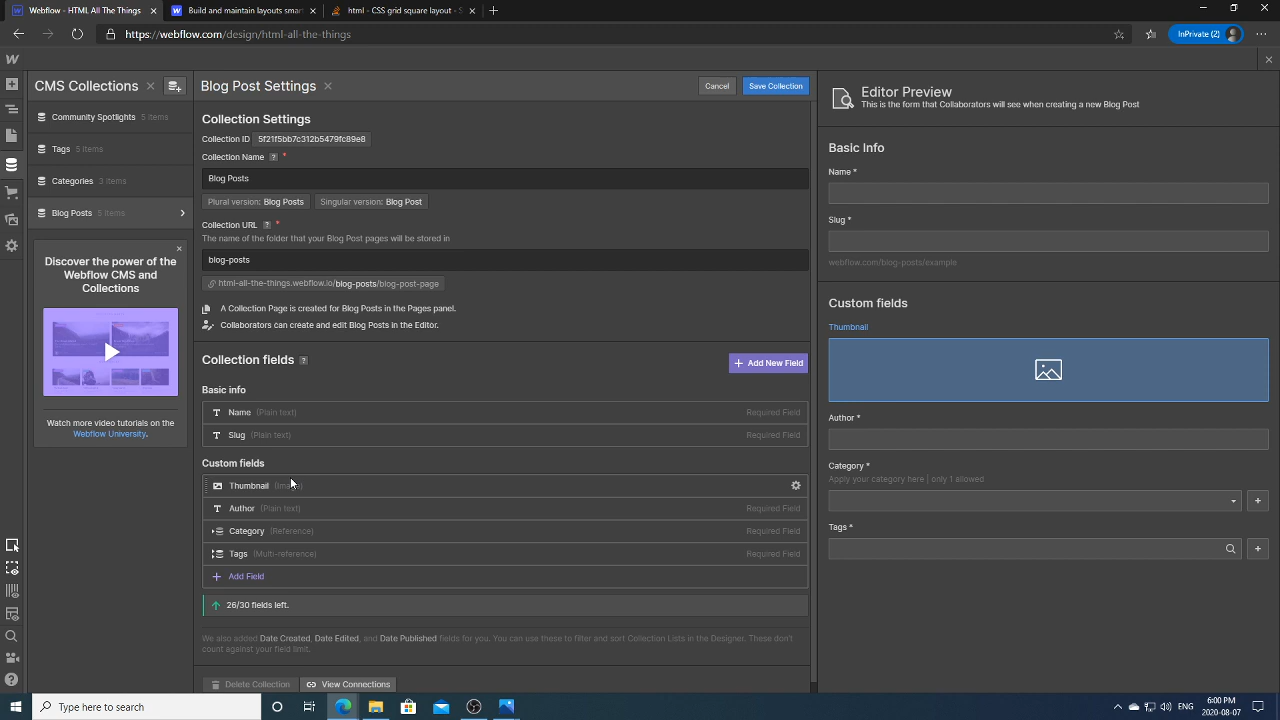 Webflow - HTML All The Things
Build and maintain layouts smart
html - CSS grid square layout - S
https://webflow.com/design/html-all-the-things
InPrivate (2)
CMS Collections
Community Spotlights 5 items
Tags 5 items
Categories 3 items
Blog Posts 5 items
Discover the power of the
Webflow CMS and
Collections
Watch more video tutorials on the
Webflow University.
Blog Post Settings
Cancel
Save Collection
Collection Settings
Collection ID 5f21f5bb7c312b5479fc89e8
Collection Name ? *
Blog Posts
Plural version: Blog Posts
Singular version: Blog Post
Collection URL ? *
The name of the folder that your Blog Post pages will be stored in
blog-posts
html-all-the-things.webflow.io/blog-posts/blog-post-page
A Collection Page is created for Blog Posts in the Pages panel.
Collaborators can create and edit Blog Posts in the Editor.
Collection fields ?
+ Add New Field
Basic info
Name (Plain text) Required Field
Slug (Plain text) Required Field
Custom fields
Thumbnail (Image)
Author (Plain text) Required Field
Category (Reference) Required Field
Tags (Multi-reference) Required Field
+ Add Field
26/30 fields left.
We also added Date Created, Date Edited, and Date Published fields for you. You can use these to filter and sort Collection Lists in the Designer. These don't
count against your field limit.
Delete Collection
View Connections
Editor Preview
This is the form that Collaborators will see when creating a new Blog Post
Basic Info
Name *
Slug *
webflow.com/blog-posts/example
Custom fields
Thumbnail
Author *
Category *
Apply your category here | only 1 allowed
Tags *
Type here to search
ENG
6:00 PM
2020-08-07